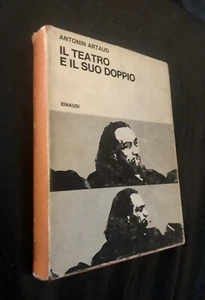 ANTONIN ARTAUD
IL TEATRO
E IL SUO DOPPIO
EINAUDI